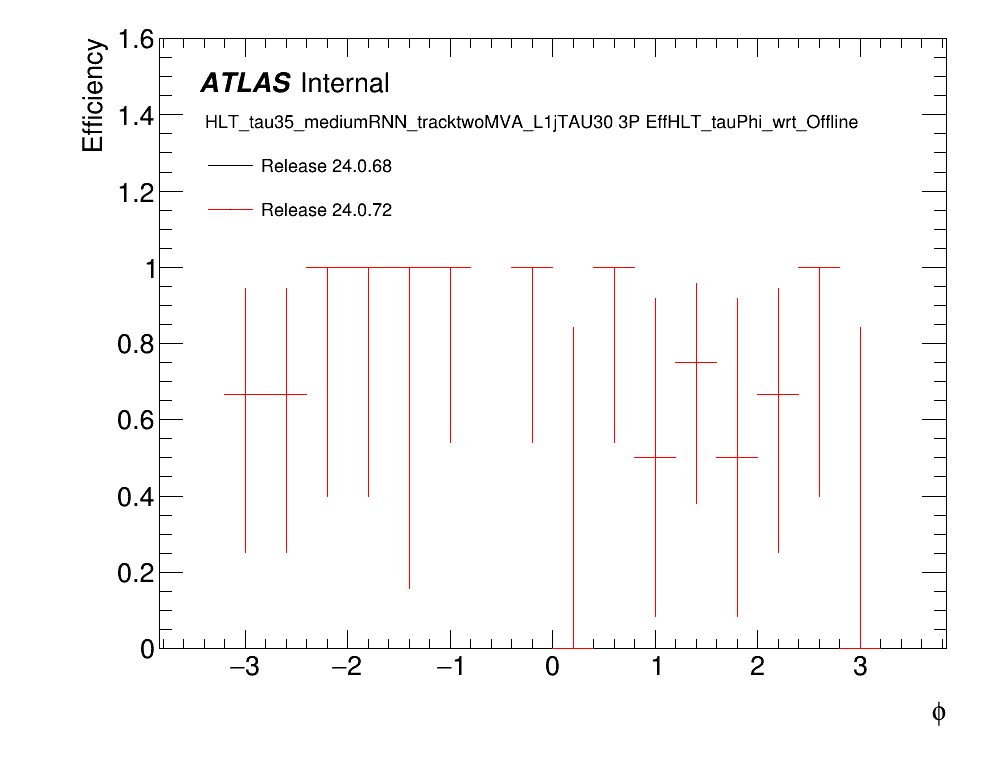 Efficiency
1.6
1.4
1.2
1
0.8
0.6
0.4
0.2
0
ATLAS Internal
HLT_tau35_mediumRNN_tracktwoMVA_L1jTAU30 3P EffHLT_tauPhi_wrt_Offline
Release 24.0.68
Release 24.0.72
−3 −2 −1 0 1 2 3
ϕ